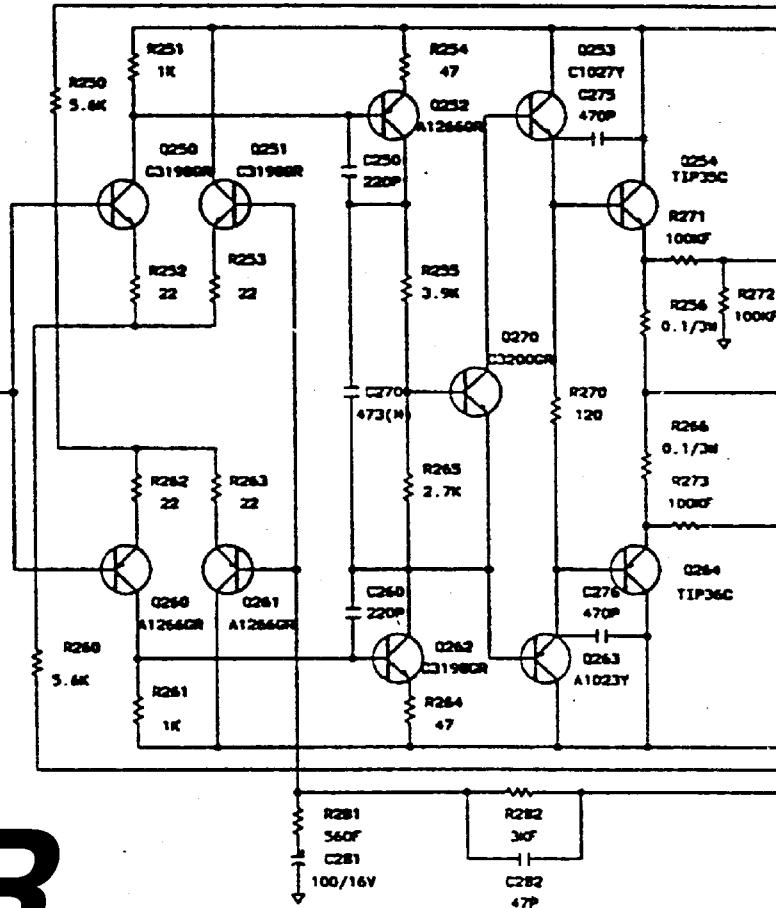 R251
1K
R250
5.6K
Q250
C3198GR
Q251
C3198GR
R254
47
Q252
A1266GR
C250
220P
Q253
C1027Y
C275
470P
Q254
TIP35C
R271
100KF
R252
22
R253
22
R255
3.9K
R256
0.1/3W
R272
100KF
Q270
C3200GR
C270
473(M)
R270
120
R266
0.1/3W
R262
22
R263
22
R265
2.7K
R273
100KF
Q260
A1266GR
Q261
A1266GR
C260
220P
C276
470P
Q264
TIP36C
R260
5.6K
R261
1K
Q262
C3198GR
R264
47
Q263
A1023Y
R281
560F
C281
100/16V
R282
3KF
C282
47P